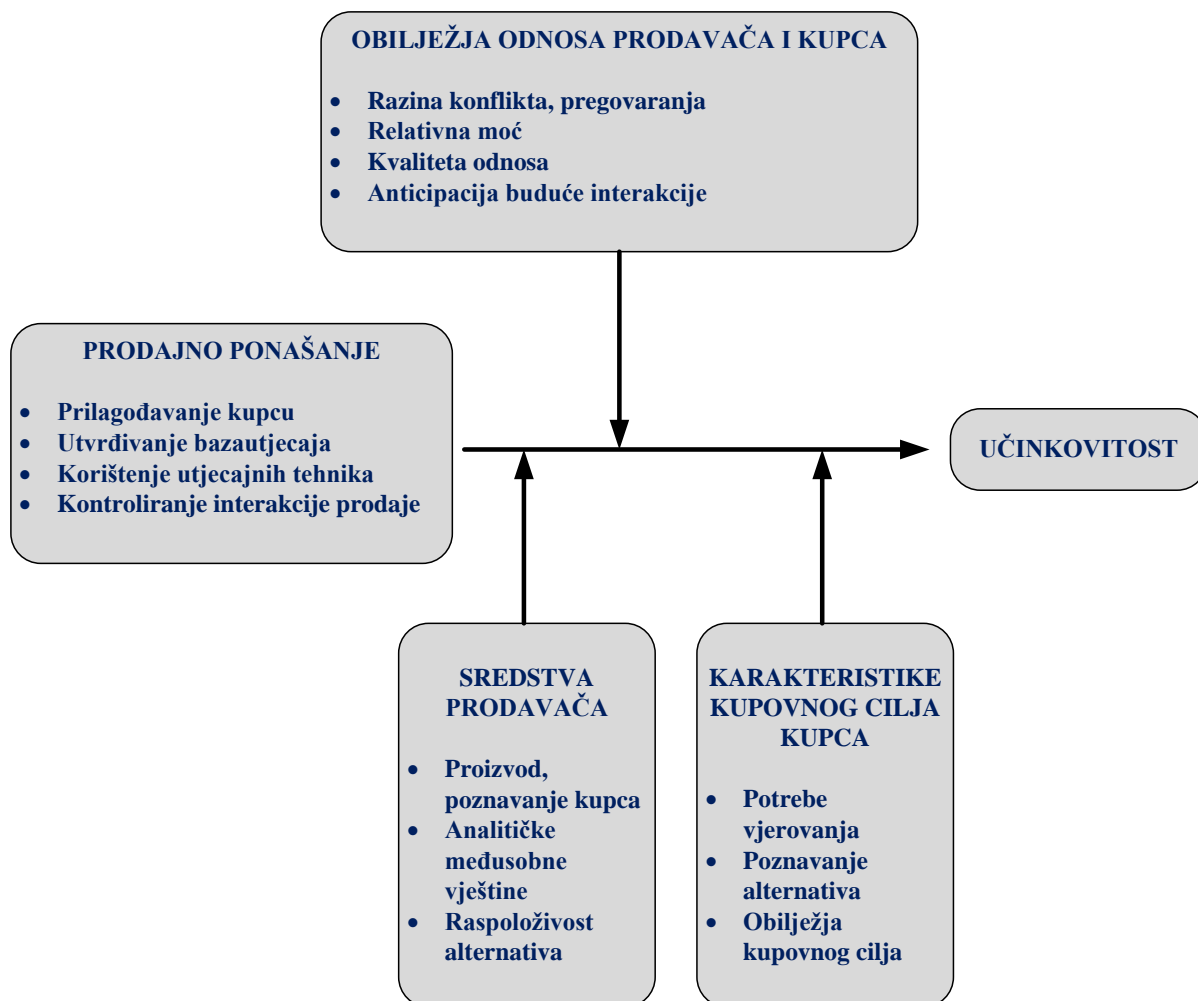 OBILJEŽJA ODNOSA PRODAVAČA I KUPCA
• Razina konflikta, pregovaranja
• Relativna moć
• Kvaliteta odnosa
• Anticipacija buduće interakcije
PRODAJNO PONAŠANJE
• Prilagođavanje kupcu
• Utvrđivanje bazautjecaja
• Korištenje utjecajnih tehnika
• Kontroliranje interakcije prodaje
UČINKOVITOST
SREDSTVA
PRODAVAČA
• Proizvod,
poznavanje kupca
• Analitičke
međusobne
vještine
• Raspoloživost
alternativa
KARAKTERISTIKE
KUPOVNOG CILJA
KUPCA
• Potrebe
vjerovanja
• Poznavanje
alternativa
• Obilježja
kupovnog cilja